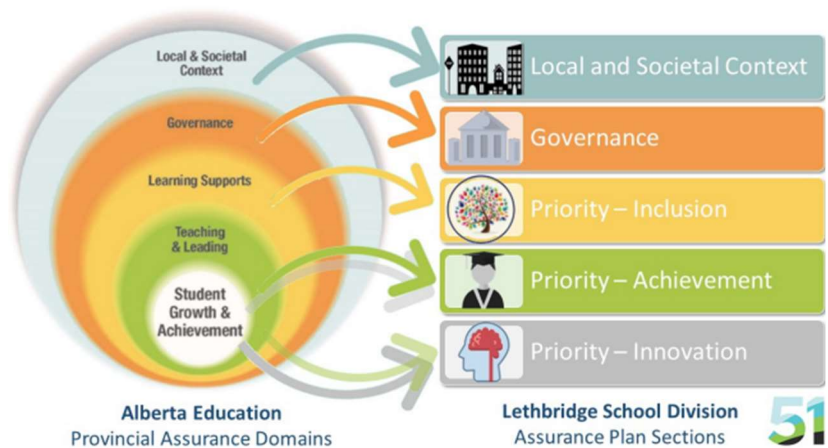 Local & Societal
Context
Governance
Learning Supports
Teaching
& Leading
Student
Growth &
Achievement
Local and Societal Context
Governance
Priority – Inclusion
Priority – Achievement
Priority – Innovation
Alberta Education
Provincial Assurance Domains
Lethbridge School Division
Assurance Plan Sections
51